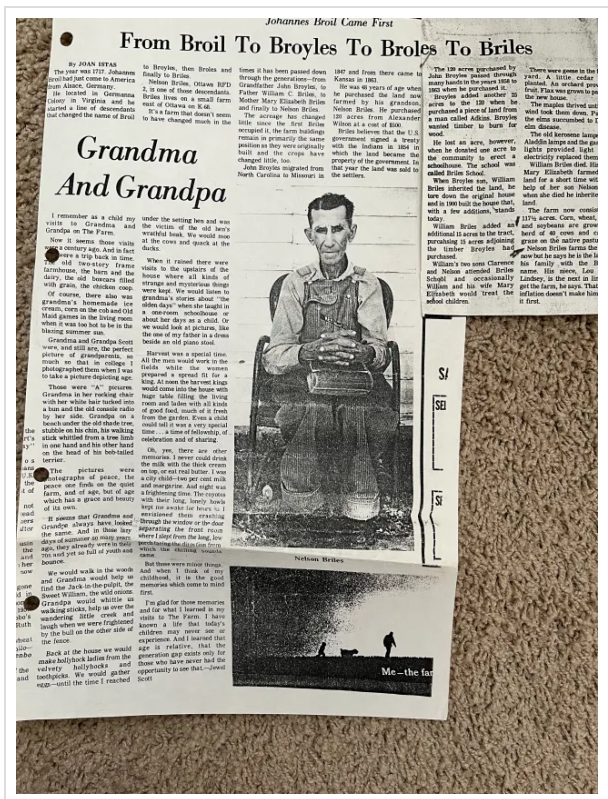 Johannes Broil Came First
From Broil To Broyles To Broles To Briles
By JOAN ISTAS
The year was 1717. Johannes
Broil had just come to America
from Alsace, Germany.
He located in Germanna
Colony in Virginia and he
started a line of descendants
that changed the name of Broil
to Broyles, then Broles and
finally to Briles.
Nelson Briles, Ottawa RFD
2, is one of those descendants.
Briles lives on a small farm
east of Ottawa on K-68.
It's a farm that doesn't seem
to have changed much in the
times it has been passed down
through the generations—from
Grandfather John Broyles, to
Father William C. Briles, to
Mother Mary Elizabeth Briles
and finally to Nelson Briles.
The acreage has changed
little since the first Briles
occupied it, the farm buildings
remain in primarily the same
position as they were originally
built and the crops have
changed little, too.
John Broyles migrated from
North Carolina to Missouri in
1847 and from there came to
Kansas in 1863.
He was 46 years of age when
he purchased the land now
farmed by his grandson,
Nelson Briles. He purchased
120 acres from Alexander
Wilson at a cost of $500.
Briles believes that the U.S.
government signed a treaty
with the Indians in 1854 in
which the land became the
property of the government. In
that year the land was sold to
the settlers.
The 120 acres purchased by
John Broyles passed through
many hands in the years 1858 to
1863 when he purchased it.
Broyles added another
acres to the 120 when he
purchased a piece of land from
a man called Adkins. Broyles
wanted timber to burn for
wood.
He lost an acre, however,
when he donated one acre to
the community to erect a
schoolhouse. The school was
called Briles School.
When Broyles son, William
Briles inherited the land, he
tore down the original house
and in 1900 built the house that,
with a few additions, stands
today.
William Briles added an
additional 15 acres to the tract,
purchasing 15 acres adjoining
the timber Broyles had
purchased.
William's two sons Clarence
and Nelson attended Briles
School and occasionally
William and his wife Mary
Elizabeth would treat the
school children.
There were geese in the
yard. A little cedar
planted. An orchard
fruit. Flax was grown to
the new house.
The maples thrived
wind took them down.
the elms succumbed to
elm disease.
The old kerosene
Aladdin lamps and the
lights provided light
electricity replaced them
William Briles died. His
Mary Elizabeth farmed
land for a short time with
help of her son Nelson
when she died he inherited
land.
The farm now
117½ acres. Corn, wheat,
and soybeans are grown
herd of 40 cows and
graze on the native pasture
Nelson Briles farms the
now but he says he is the
his family with the
name. His niece, Lou
Lindsey, is the next in line
get the farm, he says. That
inflation doesn't make him
it first.
Grandma
And Grandpa
I remember as a child my
visits to Grandma and
Grandpa on The Farm.
Now it seems those visits
were a century ago. And in fact
were a trip back in time.
The old two-story frame
farmhouse, the barn and the
dairy, the old boxcars filled
with grain, the chicken coop.
Of course, there also was
grandma's homemade ice
cream, corn on the cob and Old
Maid games in the living room
when it was too hot to be in the
blazing summer sun.
Grandma and Grandpa Scott
were, and still are, the perfect
picture of grandparents, so
much so that in college I
photographed them when I was
to take a picture depicting age.
Those were "A" pictures.
Grandma in her rocking chair
with her white hair tucked into
a bun and the old console radio
by her side. Grandpa on a
bench under the old shade tree,
stubble on his chin, his walking
stick whittled from a tree limb
in one hand and his other hand
on the head of his bob-tailed
terrier.
The pictures were
photographs of peace, the
peace one finds on the quiet
farm, and of age, but of age
which has a grace and beauty
of its own.
It seems that Grandma and
Grandpa always have looked
the same. And in those lazy
days of summer so many years
ago, they already were in their
70s and yet so full of youth and
bounce.
We would walk in the woods
and Grandma would help us
find the Jack-in-the-pulpit, the
Sweet William, the wild onions.
Grandpa would whittle us
walking sticks, help us over the
wandering little creek and
laugh when we were frightened
by the bull on the other side of
the fence
Back at the house we would
make hollyhock ladies from the
velvety hollyhocks and
toothpicks. We would gather
eggs—until the time I reached
under the setting hen and was
the victim of the old hen's
wrathful beak. We would moo
at the cows and quack at the
ducks.
When it rained there were
visits to the upstairs of the
house where all kinds of
strange and mysterious things
were kept. We would listen to
grandma's stories about "the
olden days" when she taught in
a one-room schoolhouse or
about her days as a child. Or
we would look at pictures, like
the one of my father in a dress
beside an old piano stool.
Harvest was a special time.
All the men would work in the
fields while the women
prepared a spread fit for a
king. At noon the harvest kings
would come into the house with
huge table filling the living
room and laden with all kinds
of good food, much of it fresh
from the garden. Even a child
could tell it was a very special
time . . . a time of fellowship, of
celebration and of sharing.
Oh, yes, there are other
memories. I never could drink
the milk with the thick cream
on top, or eat real butter. I was
a city child—two per cent milk
and margarine. And night was
a frightening time. The coyotes
with their long, lonely howls
kept me awake for hours as I
envisioned them crashing
through the window or the door
separating the front room
where I slept from the long, low
porch facing the direction from
which the chilling sounds
came.
But those were minor things.
And when I think of my
childhood, it is the good
memories which come to mind
first.
I'm glad for those memories
and for what I learned in my
visits to The Farm. I have
known a life that today's
children may never see or
experience. And I learned that
age is relative, that the
generation gap exists only for
those who have never had the
opportunity to see that.—Jewel
Scott
Nelson Briles
Me—the far